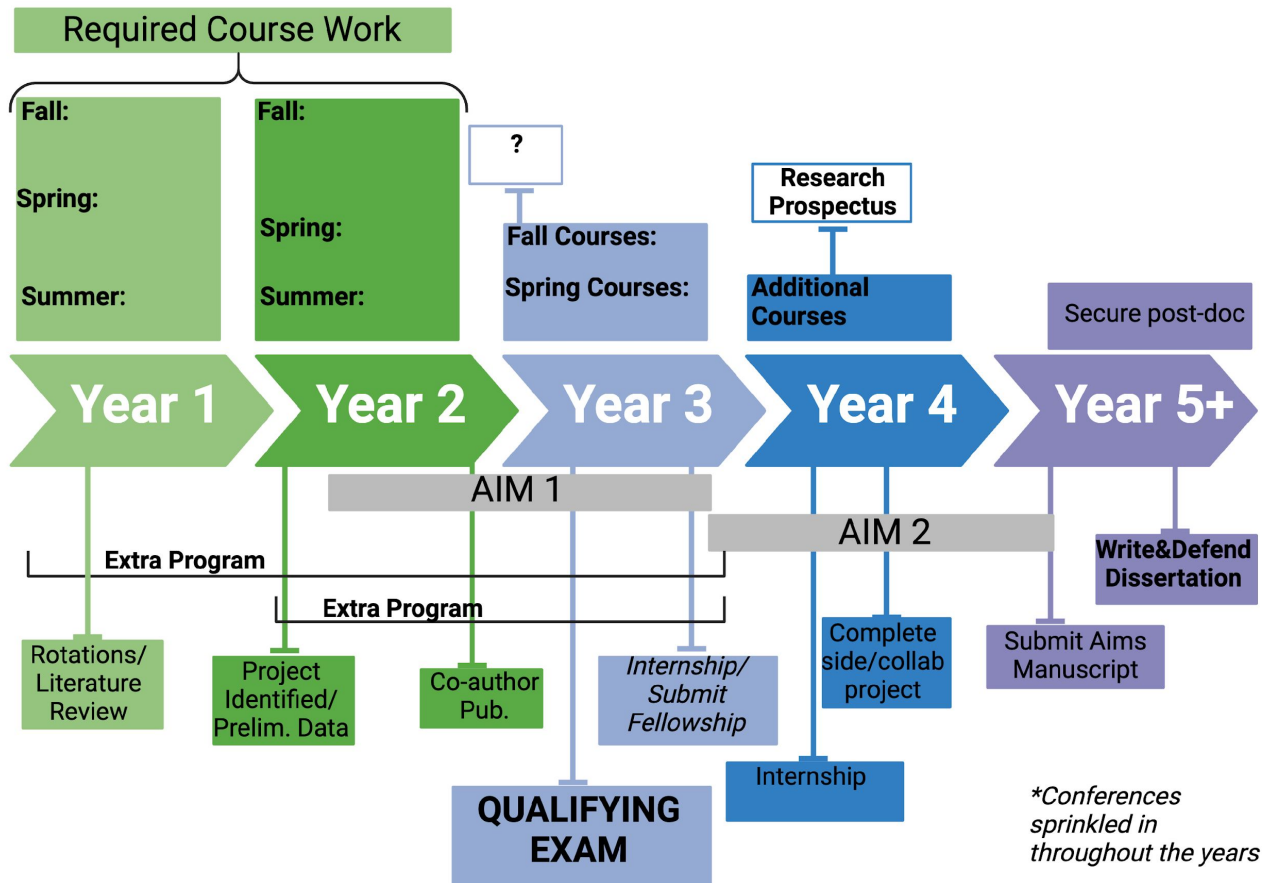 Required Course Work
Fall:
Spring:
Summer:
Fall:
Spring:
Summer:
?
Fall Courses:
Spring Courses:
Research
Prospectus
Additional
Courses
Secure post-doc
Year 1
Year 2
Year 3
Year 4
Year 5+
AIM 1
AIM 2
Extra Program
Extra Program
Rotations/
Literature
Review
Project
Identified/
Prelim. Data
Co-author
Pub.
QUALIFYING
EXAM
Internship/
Submit
Fellowship
Internship
Complete
side/collab
project
Submit Aims
Manuscript
Write&Defend
Dissertation
*Conferences
sprinkled in
throughout the years